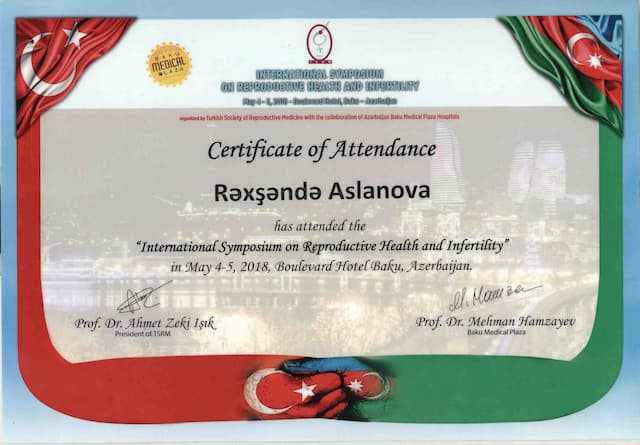 BAKU
MEDICAL
PLAZA
TSRM
INTERNATIONAL SYMPOSIUM
ON REPRODUCTIVE HEALTH AND INFERTILITY
May 4 - 5, 2018 - Boulevard Hotel, Baku - Azerbaijan
organized by Turkish Society of Reproductive Medicine with the collaboration of Azerbaijan Baku Medical Plaza Hospitals
Certificate of Attendance
Rəxşəndə Aslanova
has attended the
“International Symposium on Reproductive Health and Infertility”
in May 4-5, 2018, Boulevard Hotel Baku, Azerbaijan.
Prof. Dr. Ahmet Zeki Işık
President of TSRM
Prof. Dr. Mehman Hamzayev
Baku Medical Plaza